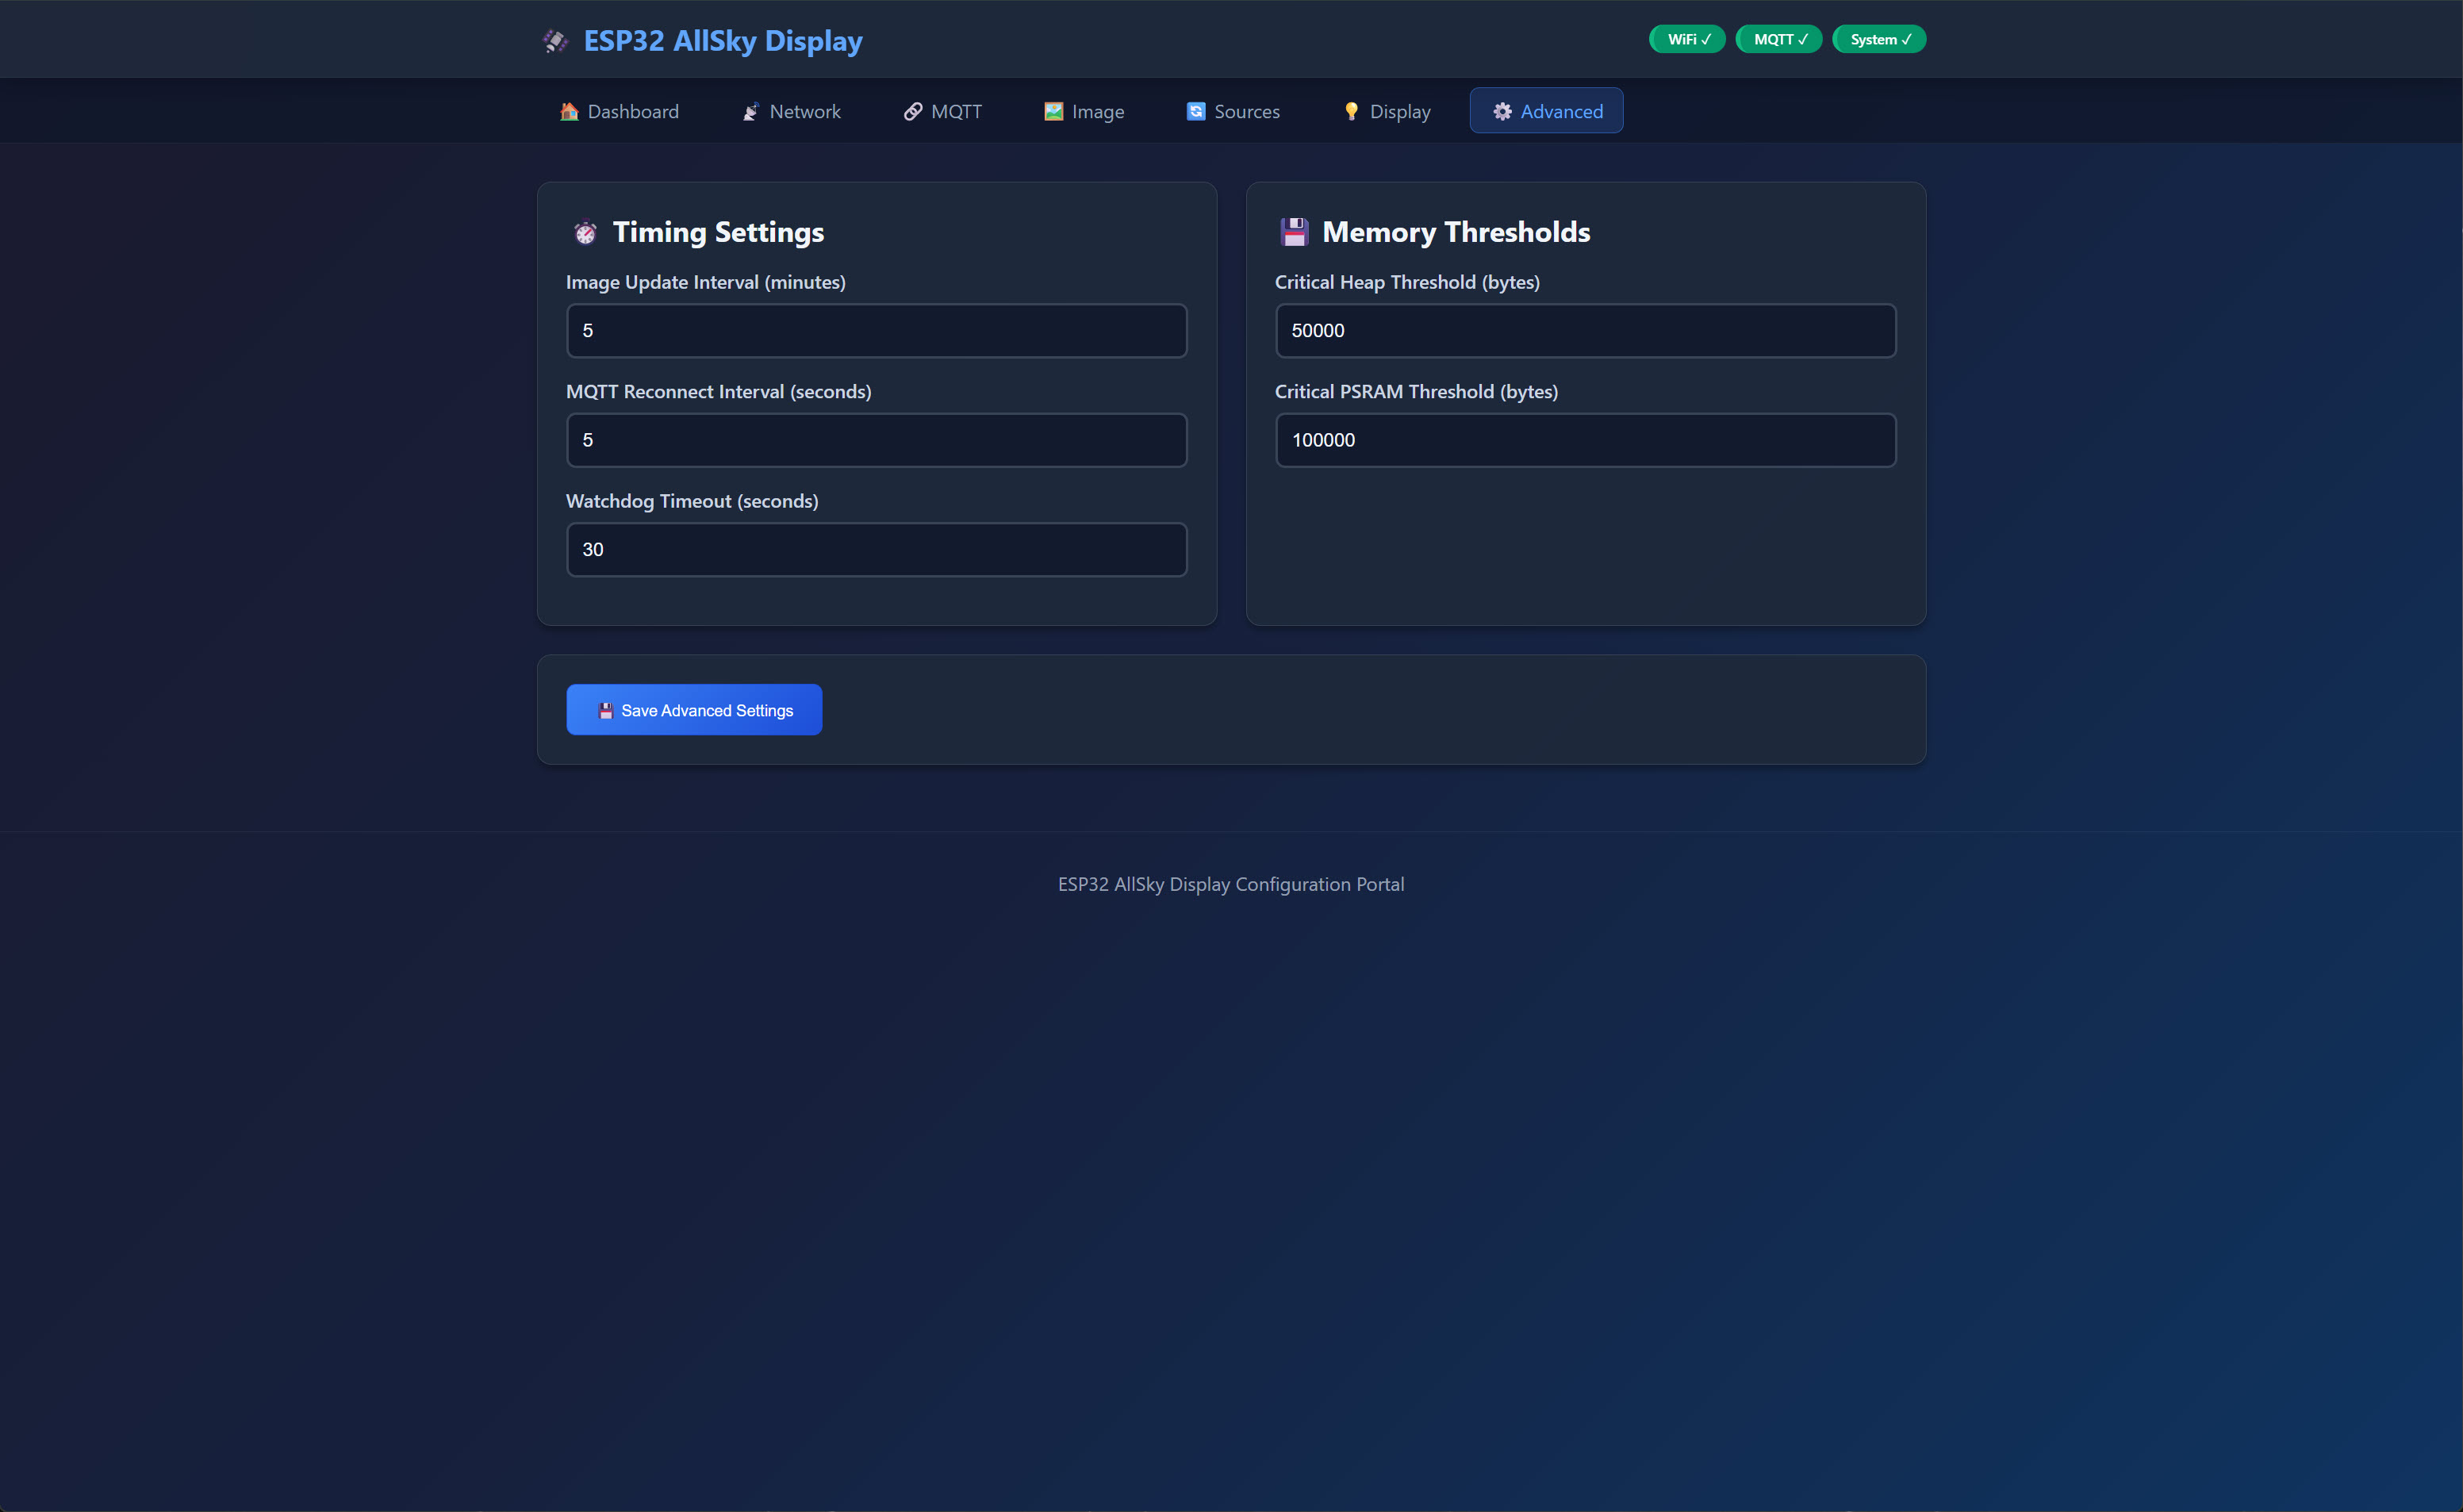 ESP32 AllSky Display
WiFi ✓
MQTT ✓
System ✓
Dashboard
Network
MQTT
Image
Sources
Display
Advanced
Timing Settings
Image Update Interval (minutes)
5
MQTT Reconnect Interval (seconds)
5
Watchdog Timeout (seconds)
30
Memory Thresholds
Critical Heap Threshold (bytes)
50000
Critical PSRAM Threshold (bytes)
100000
Save Advanced Settings
ESP32 AllSky Display Configuration Portal